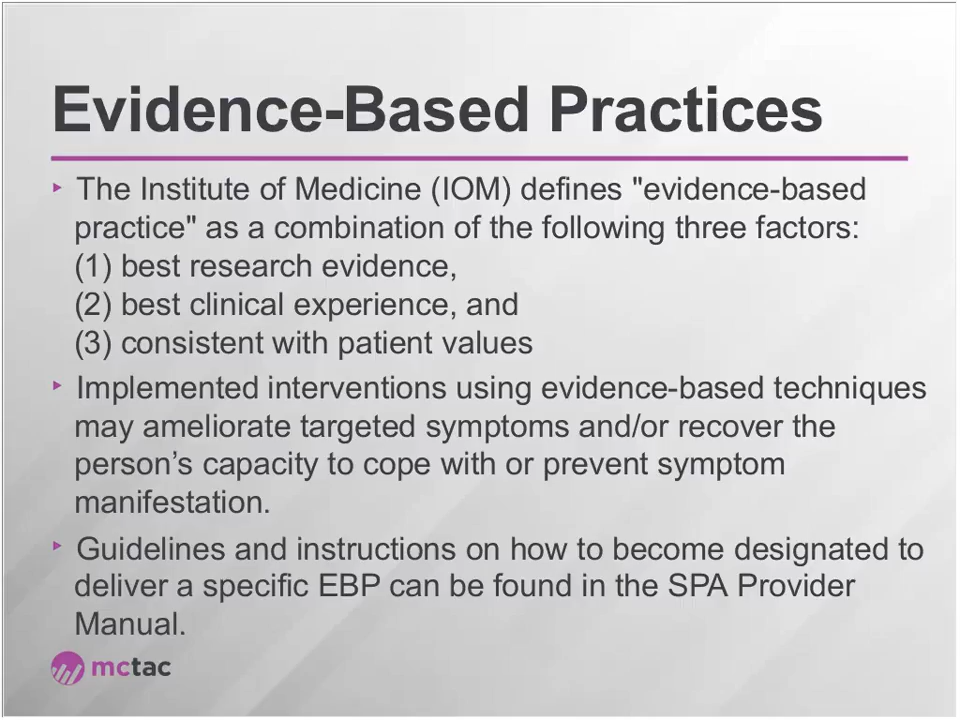 Evidence-Based Practices
‣ The Institute of Medicine (IOM) defines "evidence-based
practice" as a combination of the following three factors:
(1) best research evidence,
(2) best clinical experience, and
(3) consistent with patient values
‣ Implemented interventions using evidence-based techniques
may ameliorate targeted symptoms and/or recover the
person’s capacity to cope with or prevent symptom
manifestation.
‣ Guidelines and instructions on how to become designated to
deliver a specific EBP can be found in the SPA Provider
Manual.
mctac